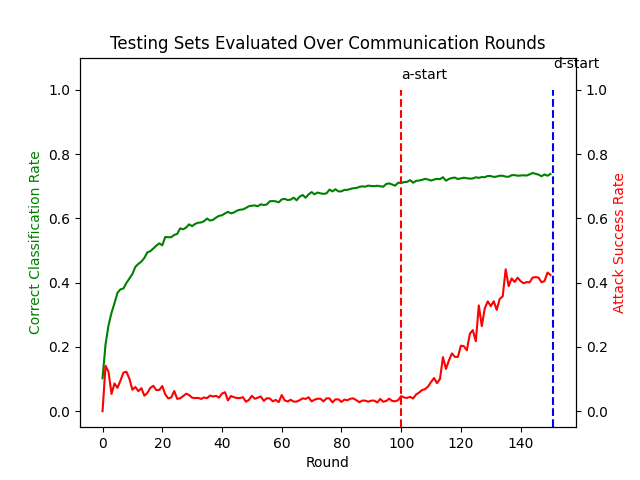 Testing Sets Evaluated Over Communication Rounds
d-start
a-start
1.0
0.8
0.6
0.4
0.2
0.0
Correct Classification Rate
1.0
0.8
0.6
0.4
0.2
0.0
Attack Success Rate
0 20 40 60 80 100 120 140
Round